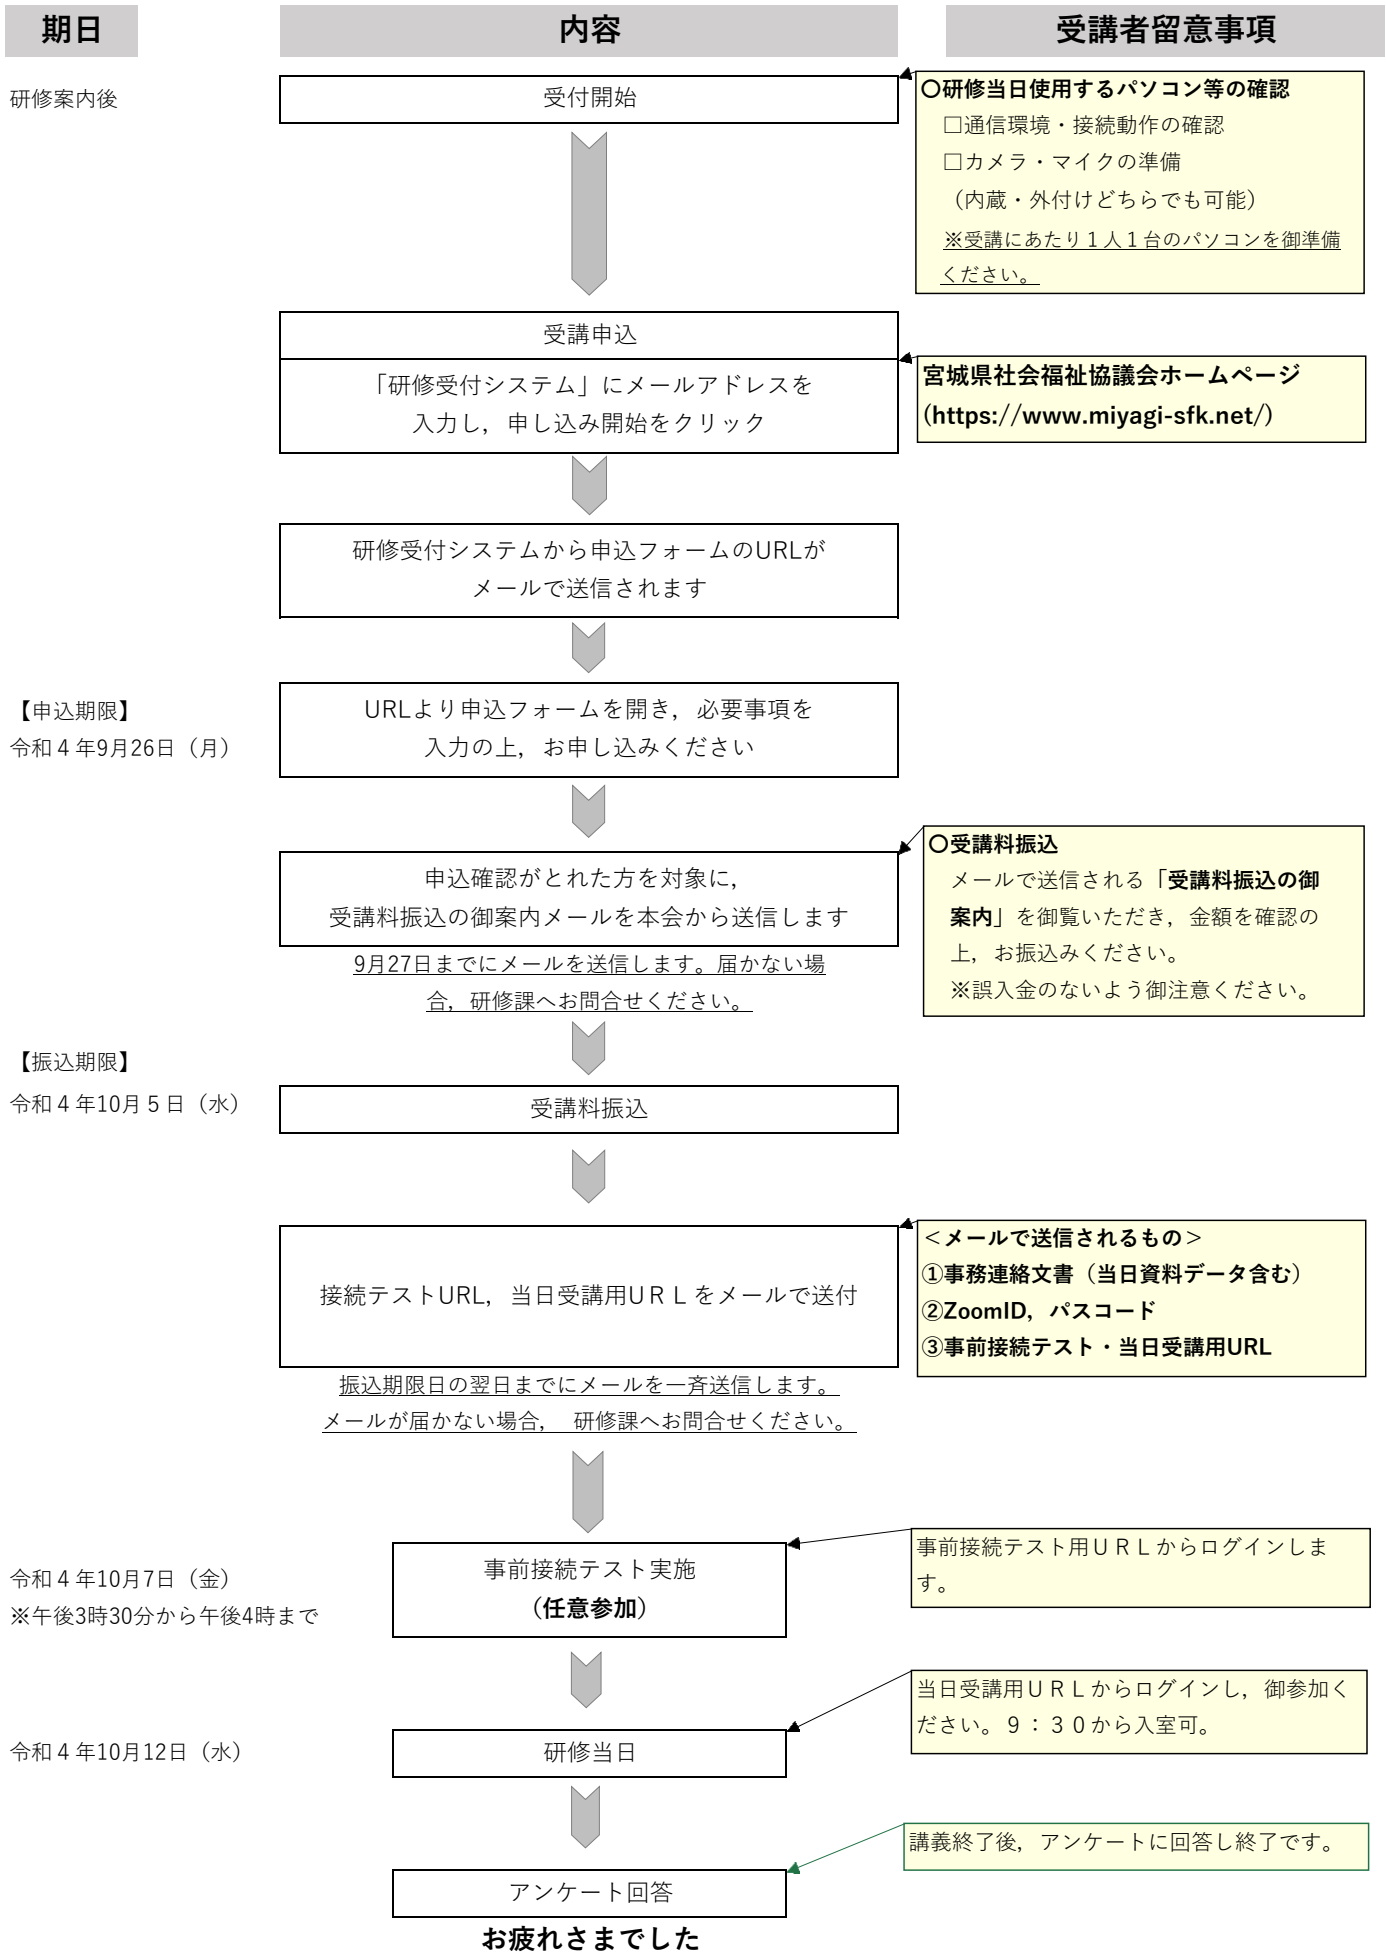 期日
内容
受講者留意事項
研修案内後
受付開始
〇研修当日使用するパソコン等の確認
□通信環境・接続動作の確認
□カメラ・マイクの準備
（内蔵・外付けどちらでも可能）
※受講にあたり１人１台のパソコンを御準備
ください。
受講申込
「研修受付システム」にメールアドレスを
入力し，申し込み開始をクリック
宮城県社会福祉協議会ホームページ
(https://www.miyagi-sfk.net/)
研修受付システムから申込フォームのURLが
メールで送信されます
【申込期限】
令和４年9月26日（月）
URLより申込フォームを開き，必要事項を
入力の上，お申し込みください
申込確認がとれた方を対象に，
受講料振込の御案内メールを本会から送信します
9月27日までにメールを送信します。届かない場
合，研修課へお問合せください。
〇受講料振込
メールで送信される「受講料振込の御
案内」を御覧いただき，金額を確認の
上，お振込みください。
※誤入金のないよう御注意ください。
【振込期限】
令和４年10月５日（水）
受講料振込
接続テストURL，当日受講用ＵＲＬをメールで送付
＜メールで送信されるもの＞
①事務連絡文書（当日資料データ含む）
②ZoomID，パスコード
③事前接続テスト・当日受講用URL
振込期限日の翌日までにメールを一斉送信します。
メールが届かない場合，　研修課へお問合せください。
令和４年10月7日（金）
※午後3時30分から午後4時まで
事前接続テスト実施
（任意参加）
事前接続テスト用ＵＲＬからログインしま
す。
令和４年10月12日（水）
研修当日
当日受講用ＵＲＬからログインし，御参加く
ださい。９：３０から入室可。
アンケート回答
講義終了後，アンケートに回答し終了です。
お疲れさまでした